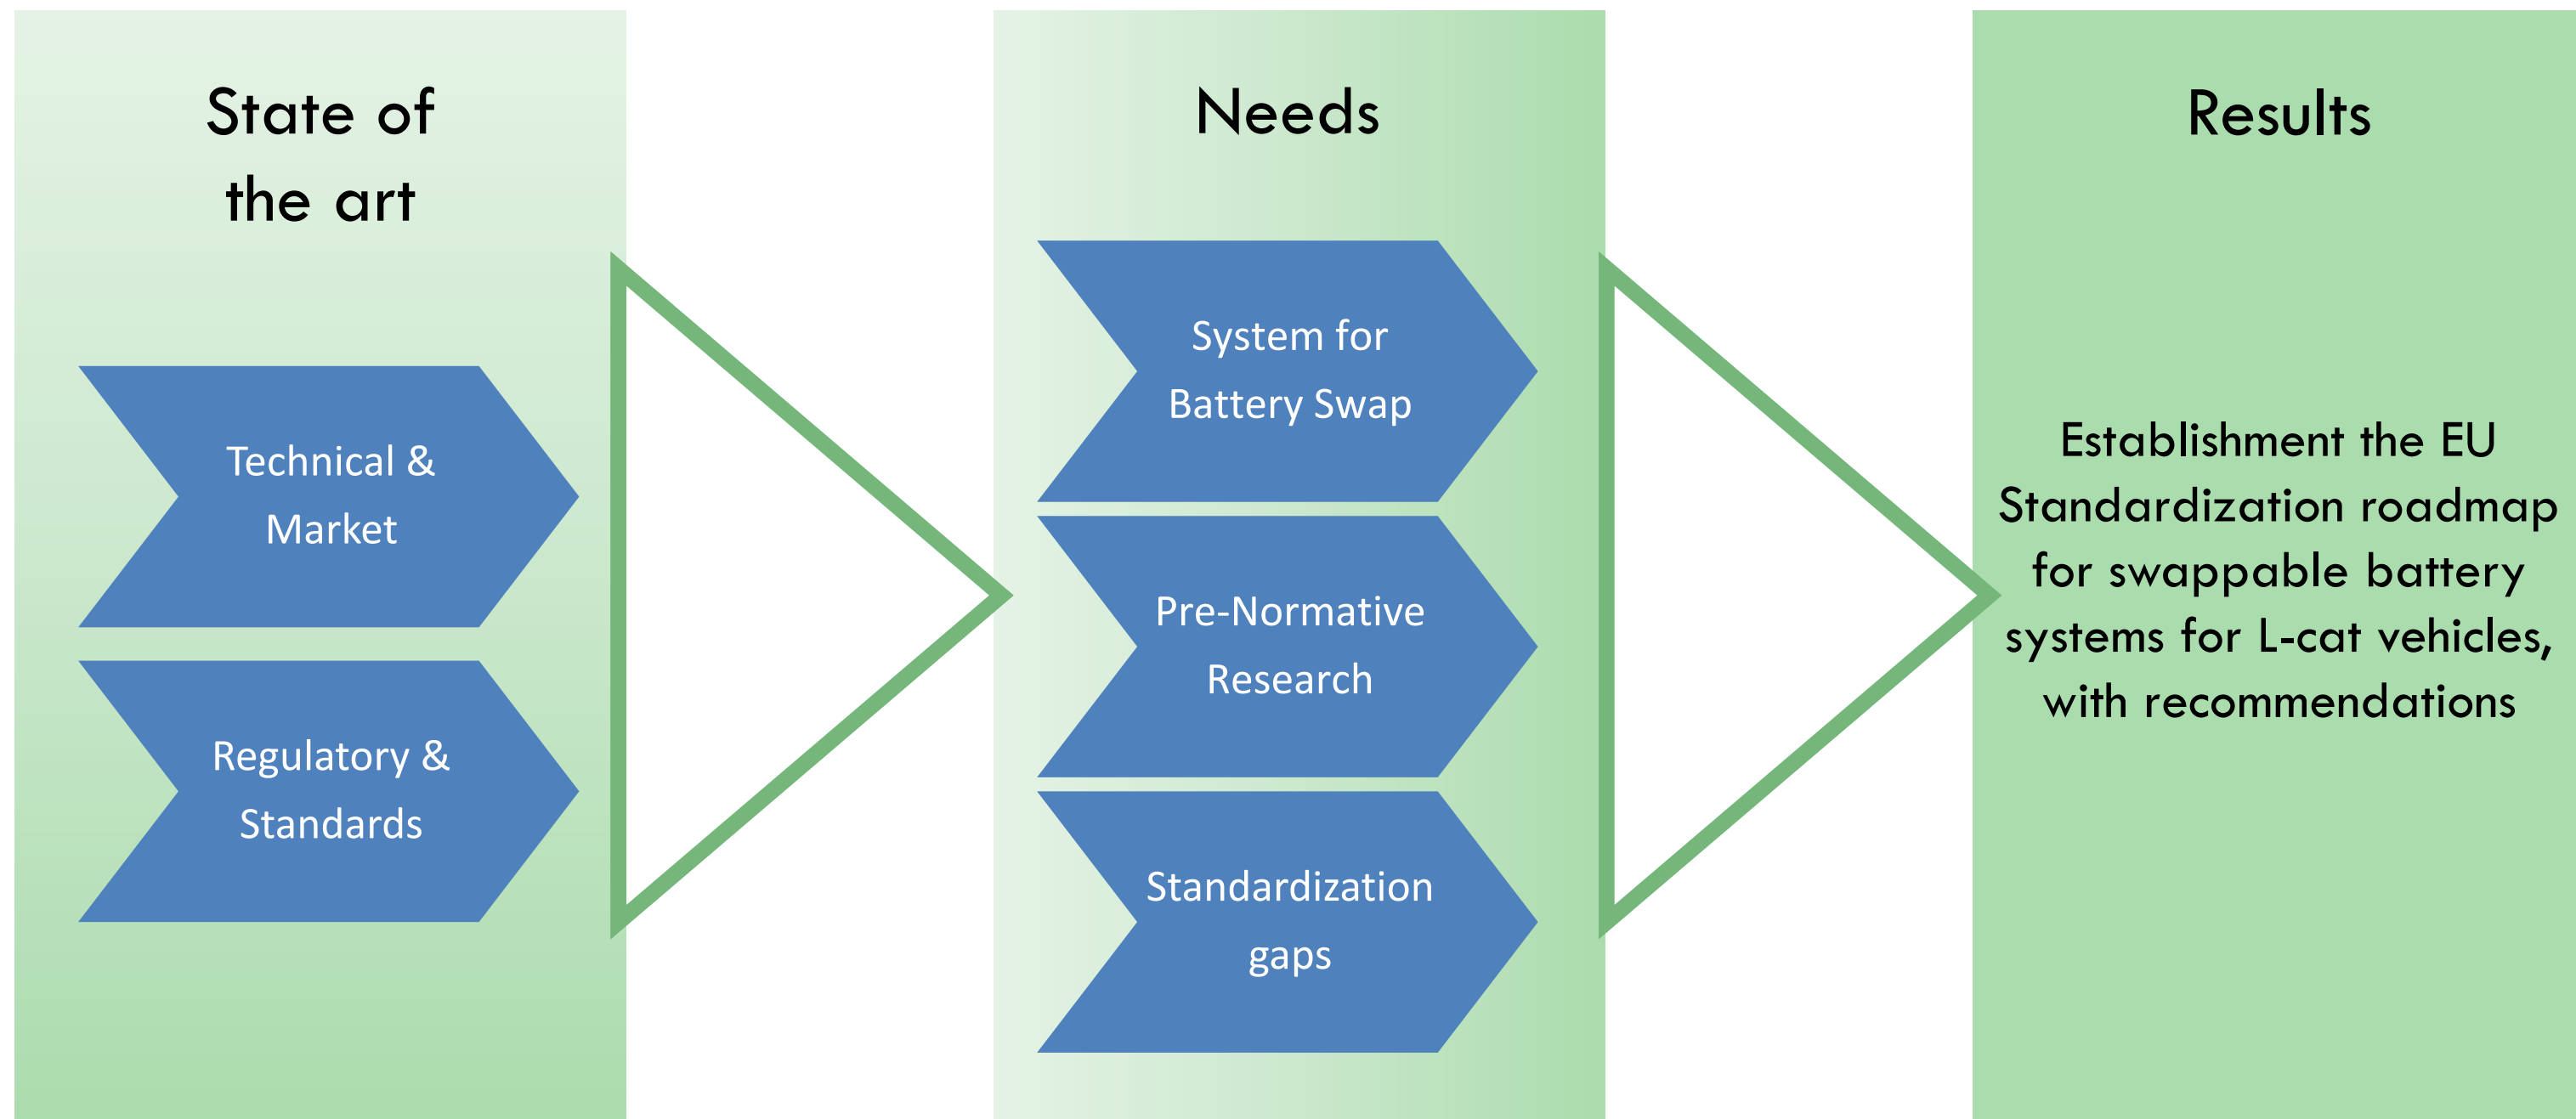 State of
the art
Technical &
Market
Regulatory &
Standards
Needs
System for
Battery Swap
Pre-Normative
Research
Standardization
gaps
Results
Establishment the EU
Standardization roadmap
for swappable battery
systems for L-cat vehicles,
with recommendations